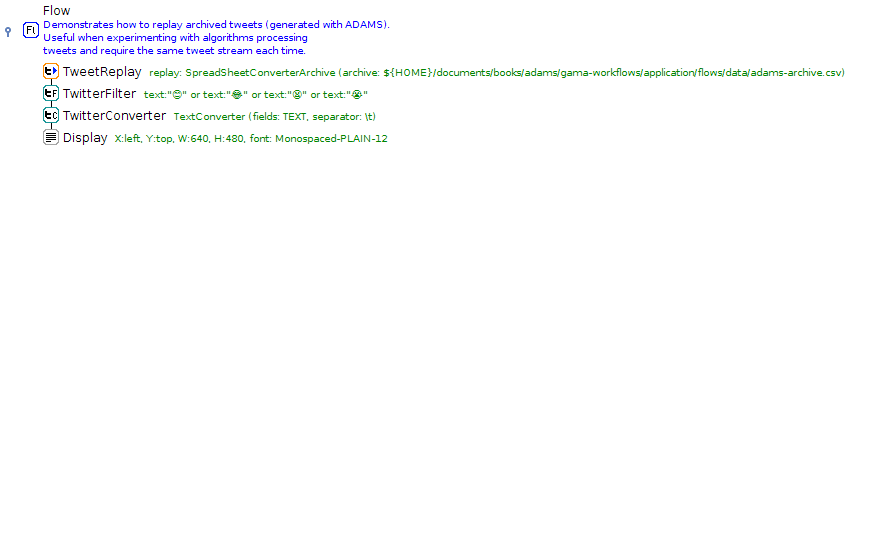 Flow
Demonstrates how to replay archived tweets (generated with ADAMS).
Useful when experimenting with algorithms processing
tweets and require the same tweet stream each time.
TweetReplay replay: SpreadSheetConverterArchive (archive: ${HOME}/documents/books/adams/gama-workflows/application/flows/data/adams-archive.csv)
TwitterFilter text:"😊" or text:"😂" or text:"😫" or text:"😭"
TwitterConverter TextConverter (fields: TEXT, separator: \t)
Display X:left, Y:top, W:640, H:480, font: Monospaced-PLAIN-12